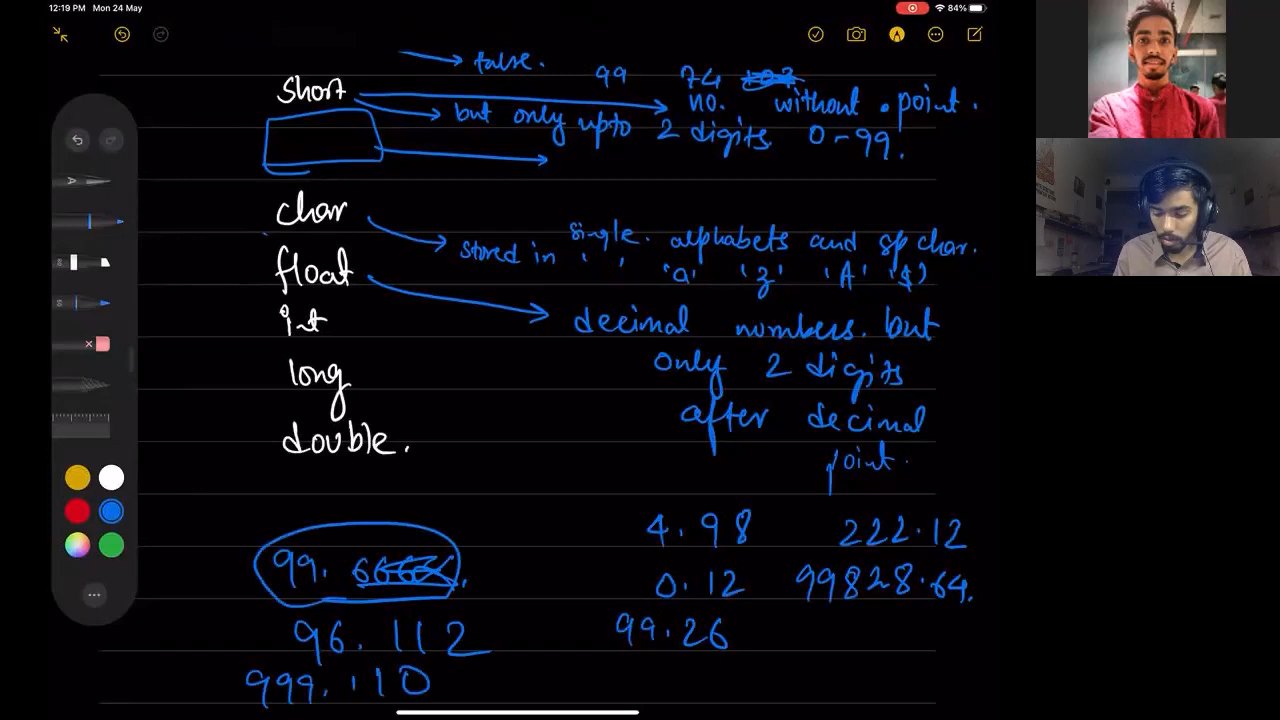 12:19 PM Mon 24 May
84%
false.
99 74
short no. without . point.
but only upto 2 digits 0-99.
char
stored in single ' ' alphabets and sp char.
'a' 'z' 'A' '$'
float
decimal numbers. but
only 2 digits
after decimal
point.
int
long
double.
4.98 222.12
99.
0.12 99828.64.
96.112
99.26
999.110